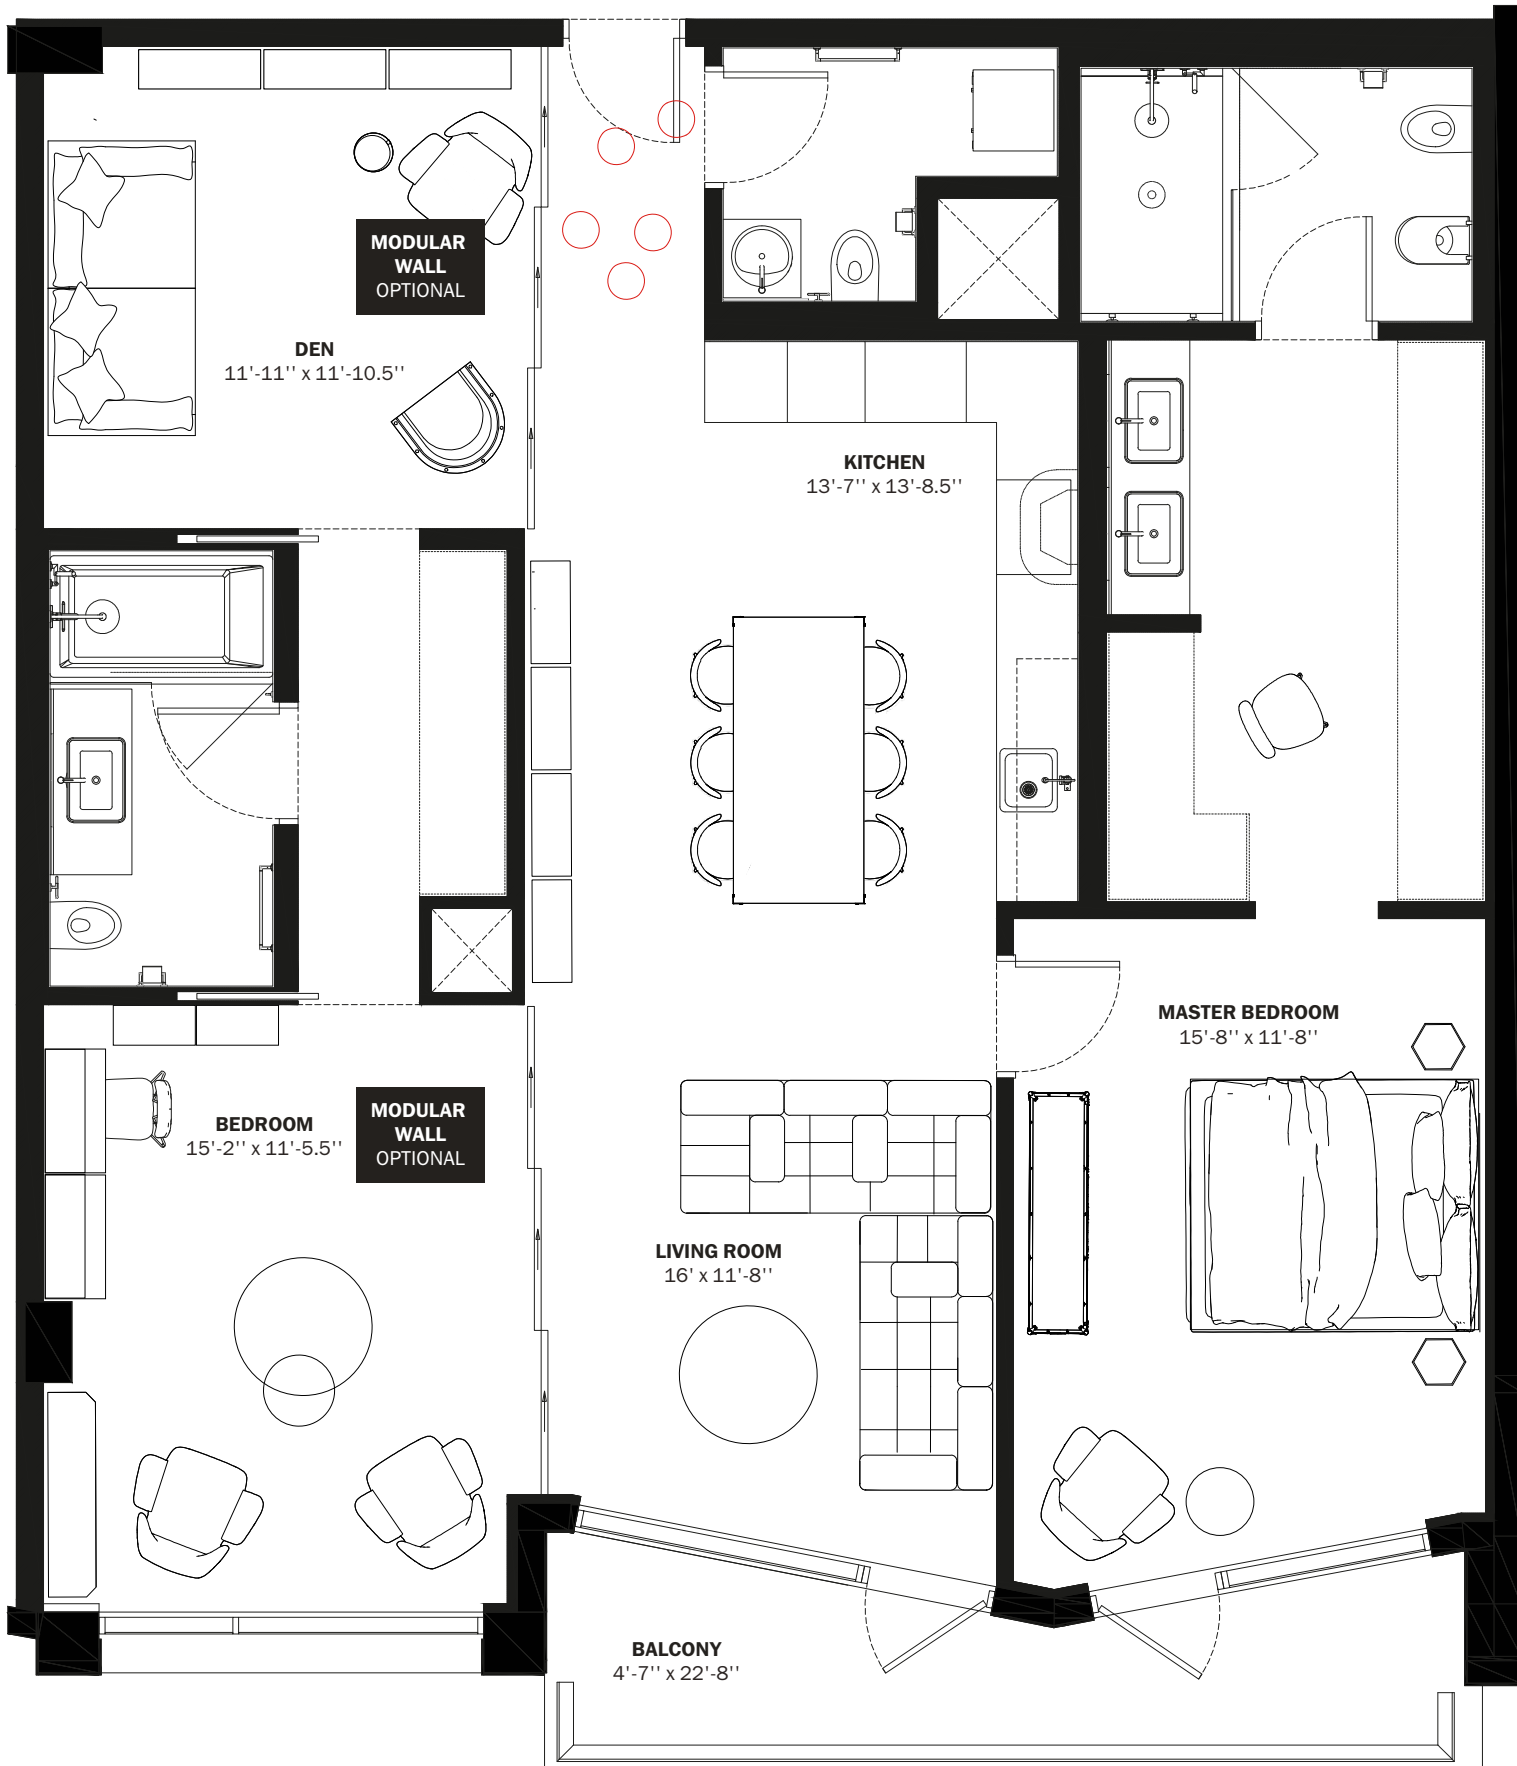 MODULAR
WALL
OPTIONAL
DEN
11'-11'' x 11'-10.5''
KITCHEN
13'-7'' x 13'-8.5''
MASTER BEDROOM
15'-8'' x 11'-8''
BEDROOM
15'-2'' x 11'-5.5''
MODULAR
WALL
OPTIONAL
LIVING ROOM
16' x 11'-8''
BALCONY
4'-7'' x 22'-8''